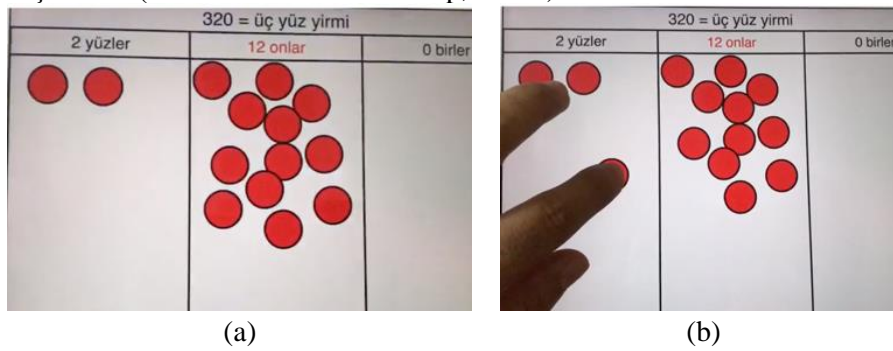 320 = üç yüz yirmi
2 yüzler
12 onlar
0 birler
320 = üç yüz yirmi
2 yüzler
12 onlar
0 birler
(a)
(b)